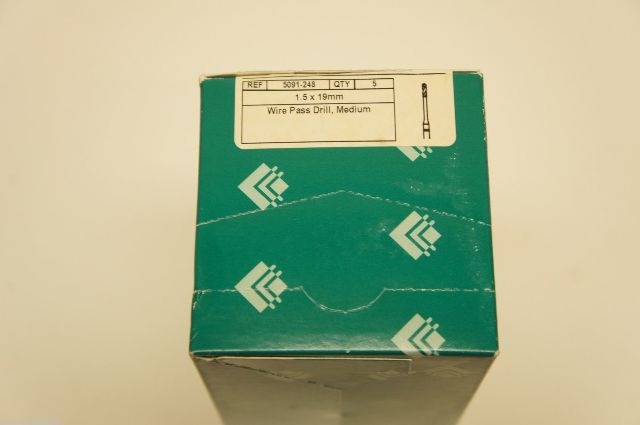 REF 5091-248 QTY 5
1.5 x 19mm
Wire Pass Drill, Medium